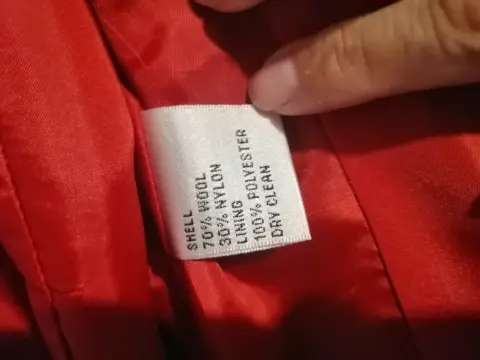 SHELL
70% WOOL
30% NYLON
LINING
100% POLYESTER
DRY CLEAN